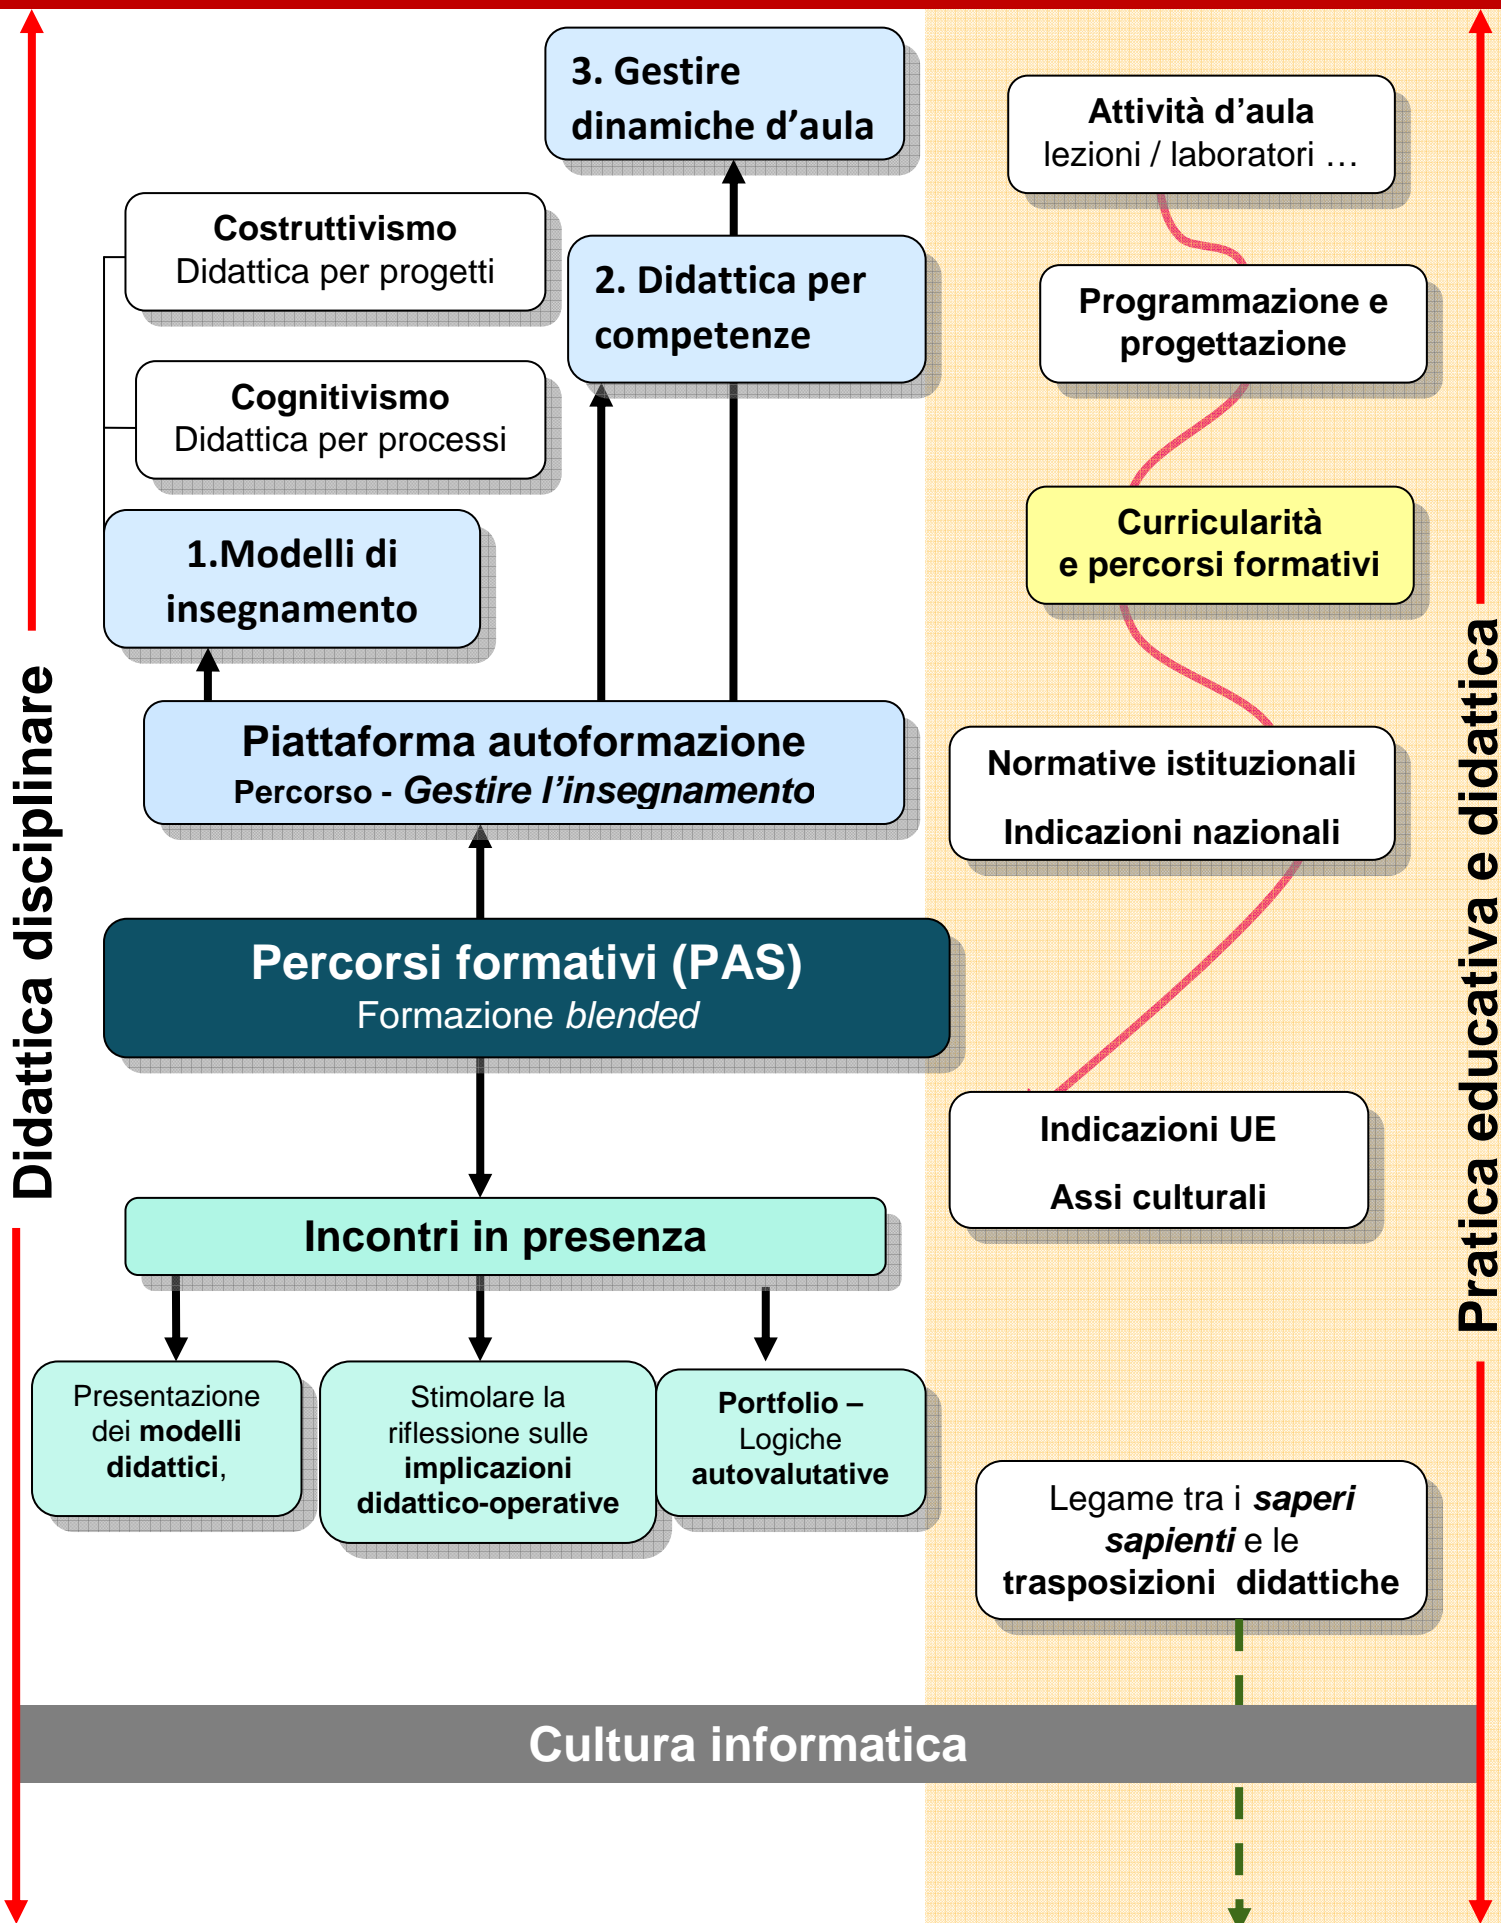 3. Gestire
dinamiche d’aula
Costruttivismo
Didattica per progetti
2. Didattica per
competenze
Cognitivismo
Didattica per processi
1.Modelli di
insegnamento
Piattaforma autoformazione
Percorso - Gestire l’insegnamento
Percorsi formativi (PAS)
Formazione blended
Incontri in presenza
Presentazione
dei modelli
didattici,
Stimolare la
riflessione sulle
implicazioni
didattico-operative
Portfolio –
Logiche
autovalutative
Didattica disciplinare
Attività d’aula
lezioni / laboratori …
Programmazione e
progettazione
Curricularità
e percorsi formativi
Normative istituzionali
Indicazioni nazionali
Indicazioni UE
Assi culturali
Legame tra i saperi
sapienti e le
trasposizioni didattiche
Pratica educativa e didattica
Cultura informatica